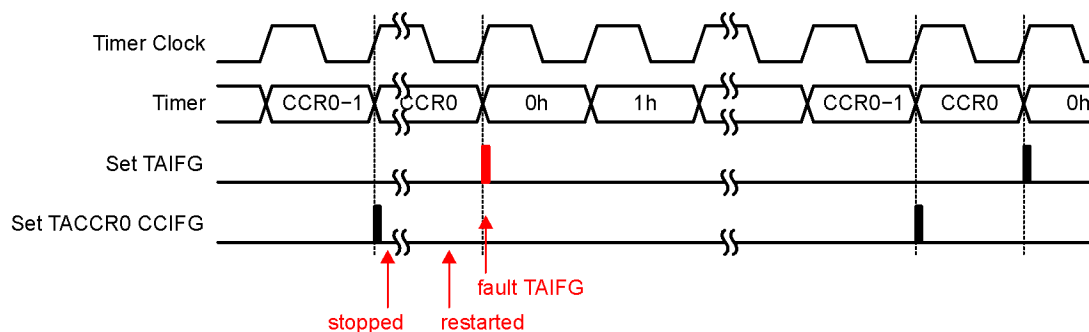 Timer Clock
Timer CCR0−1 CCR0 0h 1h CCR0−1 CCR0 0h
Set TAIFG
Set TACCR0 CCIFG
fault TAIFG
stopped restarted